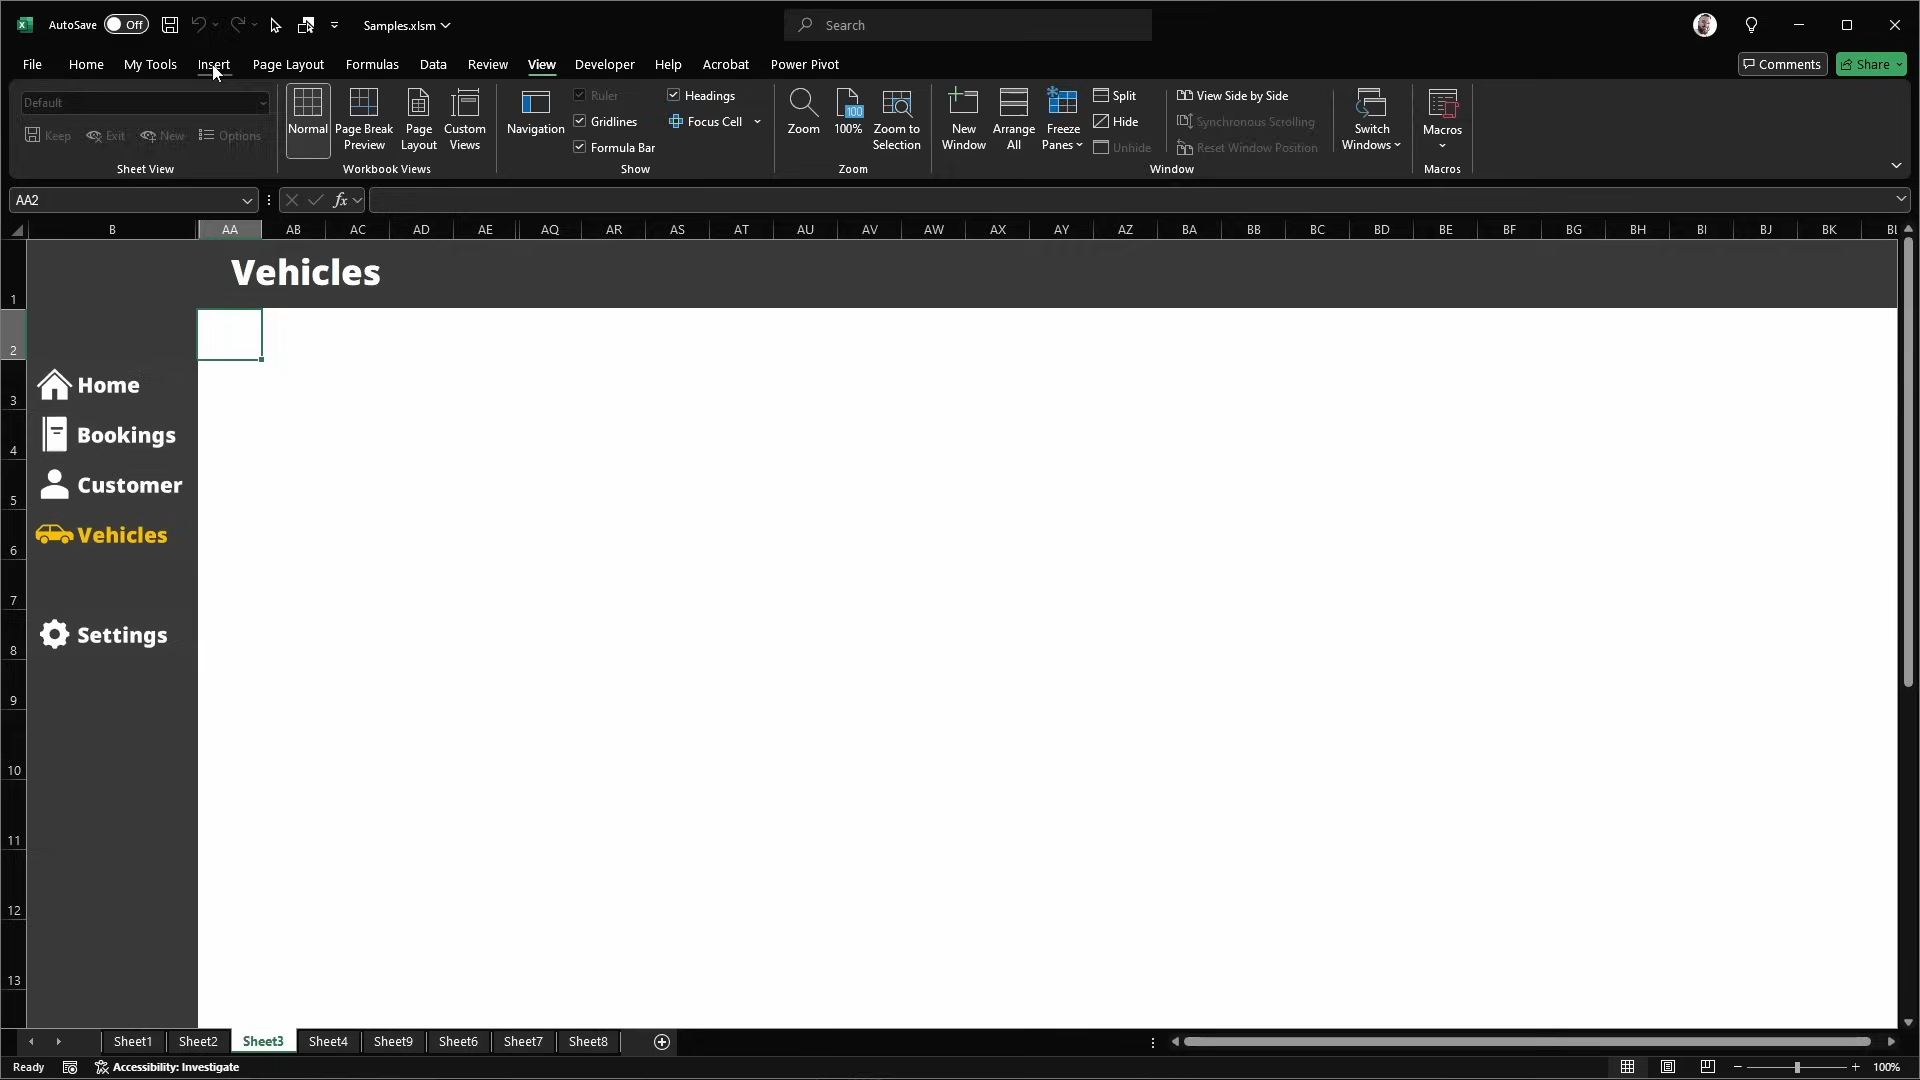 AutoSave Off Samples.xlsm Search
File Home My Tools Insert Page Layout Formulas Data Review View Developer Help Acrobat Power Pivot Comments Share
Default
Keep Exit New Options
Sheet View
Normal Page Break Preview Page Layout Custom Views
Workbook Views
Navigation
Ruler
Gridlines
Formula Bar
Headings
Focus Cell
Show
Zoom 100 100% Zoom to Selection
Zoom
New Window Arrange All Freeze Panes
Split
Hide
Unhide
View Side by Side
Synchronous Scrolling
Reset Window Position
Switch Windows
Window
Macros
Macros
AA2 fx
B AA AB AC AD AE AQ AR AS AT AU AV AW AX AY AZ BA BB BC BD BE BF BG BH BI BJ BK BL
Vehicles
1
2
Home
3
Bookings
4
Customer
5
Vehicles
6
7
Settings
8
9
10
11
12
13
Sheet1 Sheet2 Sheet3 Sheet4 Sheet9 Sheet6 Sheet7 Sheet8
Ready Accessibility: Investigate 100%